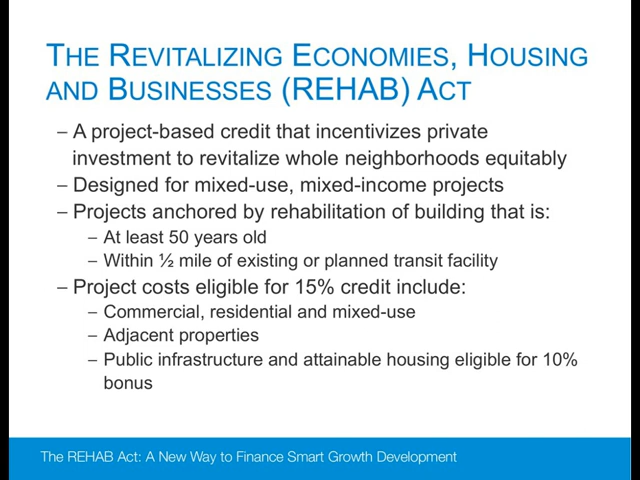 THE REVITALIZING ECONOMIES, HOUSING
AND BUSINESSES (REHAB) ACT
– A project-based credit that incentivizes private
investment to revitalize whole neighborhoods equitably
– Designed for mixed-use, mixed-income projects
– Projects anchored by rehabilitation of building that is:
– At least 50 years old
– Within ½ mile of existing or planned transit facility
– Project costs eligible for 15% credit include:
– Commercial, residential and mixed-use
– Adjacent properties
– Public infrastructure and attainable housing eligible for 10%
bonus
The REHAB Act: A New Way to Finance Smart Growth Development